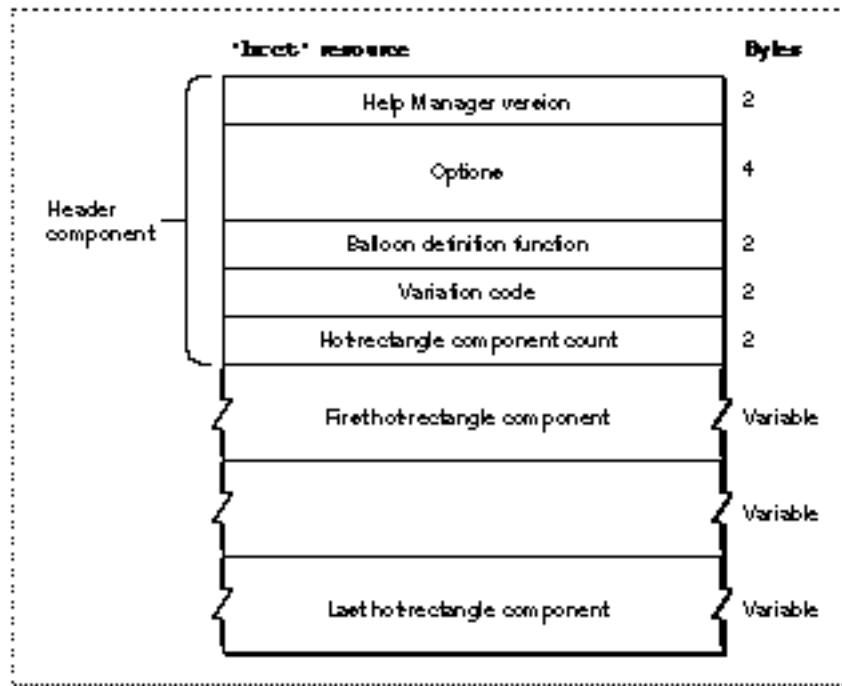 'hrct' resource Bytes
Help Manager version 2
Options 4
Header
component
Balloon definition function 2
Variation code 2
Hot-rectangle component count 2
First hot-rectangle component Variable
Variable
Last hot-rectangle component Variable